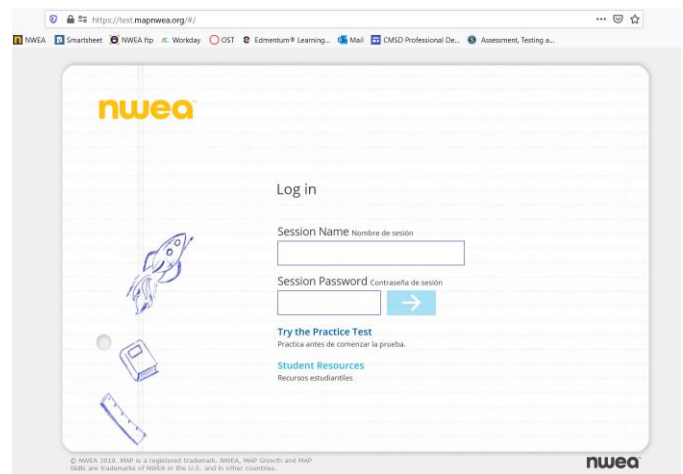 https://test.mapnwea.org/#/
NWEA Smartsheet NWEA ftp Workday OST Edmentum® Learning... Mail CMSD Professional De... Assessment, Testing a...
nwea
Log in
Session Name Nombre de sesión
Session Password Contraseña de sesión
Try the Practice Test
Practica antes de comenzar la prueba.
Student Resources
Recursos estudiantiles
© NWEA 2019. MAP is a registered trademark. NWEA, MAP Growth and MAP
Skills are trademarks of NWEA in the U.S. and in other countries.
nwea